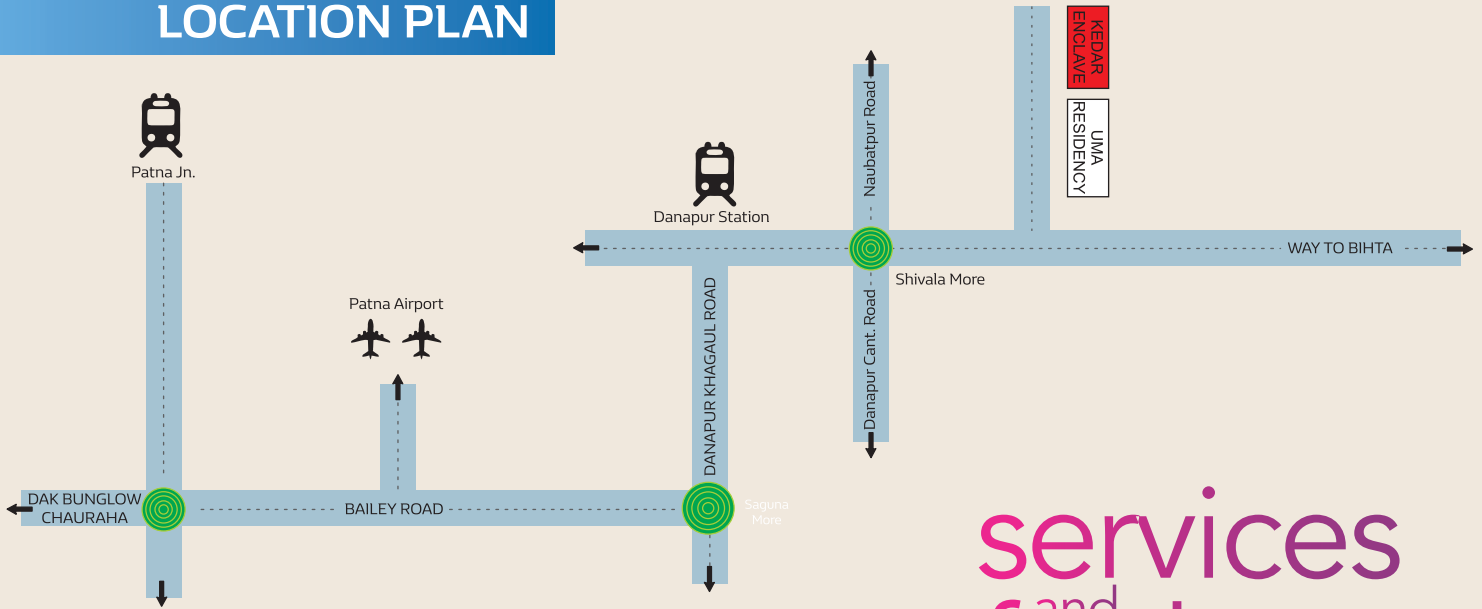 LOCATION PLAN
KEDAR
ENCLAVE
UMA
RESIDENCY
Naubatpur Road
Patna Jn.
Danapur Station
WAY TO BIHTA
Shivala More
Patna Airport
DANAPUR KHAGAUL ROAD
Danapur Cant. Road
DAK BUNGLOW
CHAURAHA
BAILEY ROAD
Saguna
More
services
and